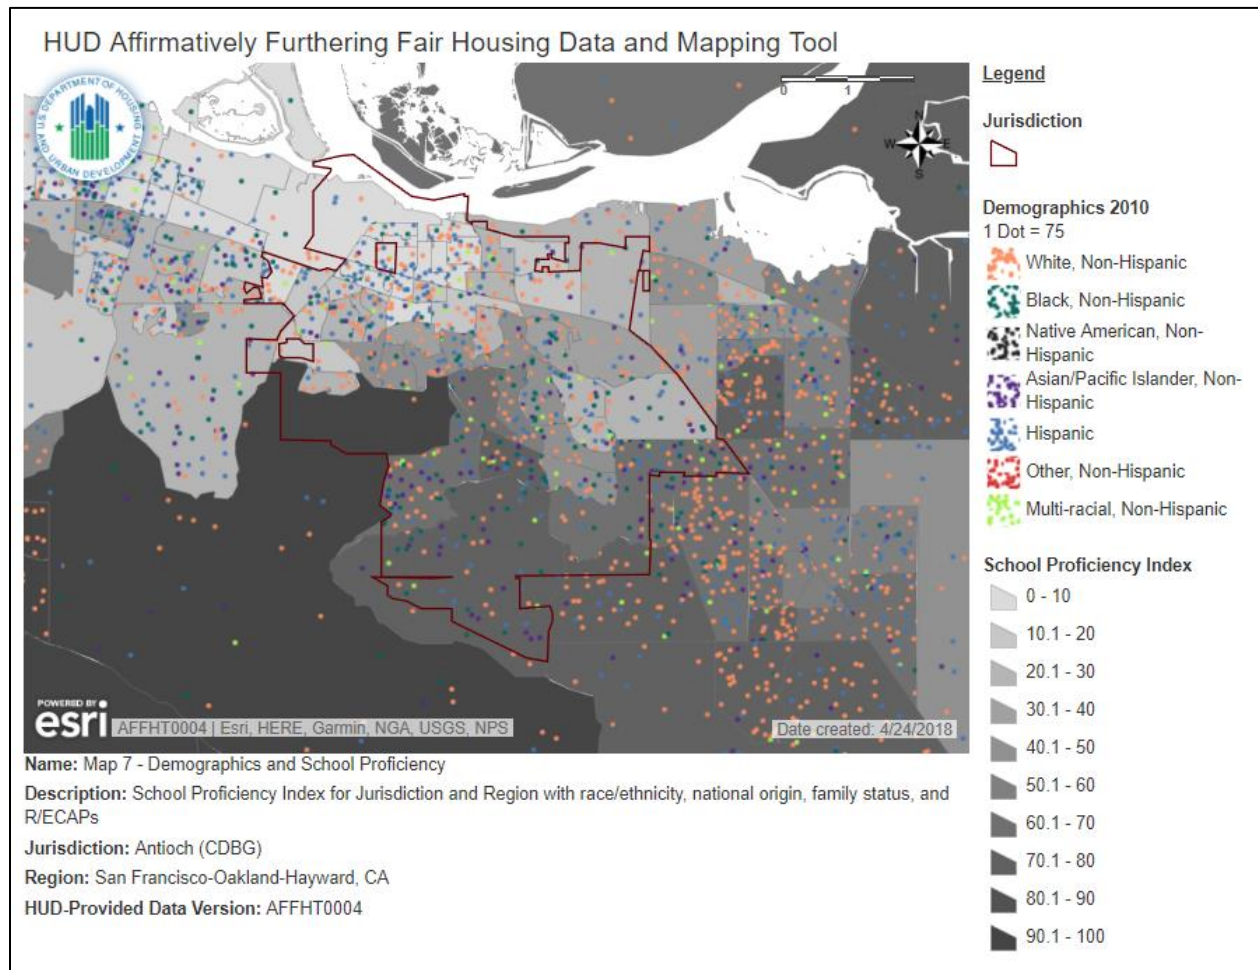 HUD Affirmatively Furthering Fair Housing Data and Mapping Tool
U.S. DEPARTMENT OF HOUSING
AND URBAN DEVELOPMENT
0 1
N
W E
S
POWERED BY
esri
AFFHT0004 | Esri, HERE, Garmin, NGA, USGS, NPS
Date created: 4/24/2018
Legend
Jurisdiction
Demographics 2010
1 Dot = 75
White, Non-Hispanic
Black, Non-Hispanic
Native American, Non-
Hispanic
Asian/Pacific Islander, Non-
Hispanic
Hispanic
Other, Non-Hispanic
Multi-racial, Non-Hispanic
School Proficiency Index
0 - 10
10.1 - 20
20.1 - 30
30.1 - 40
40.1 - 50
50.1 - 60
60.1 - 70
70.1 - 80
80.1 - 90
90.1 - 100
Name: Map 7 - Demographics and School Proficiency
Description: School Proficiency Index for Jurisdiction and Region with race/ethnicity, national origin, family status, and
R/ECAPs
Jurisdiction: Antioch (CDBG)
Region: San Francisco-Oakland-Hayward, CA
HUD-Provided Data Version: AFFHT0004